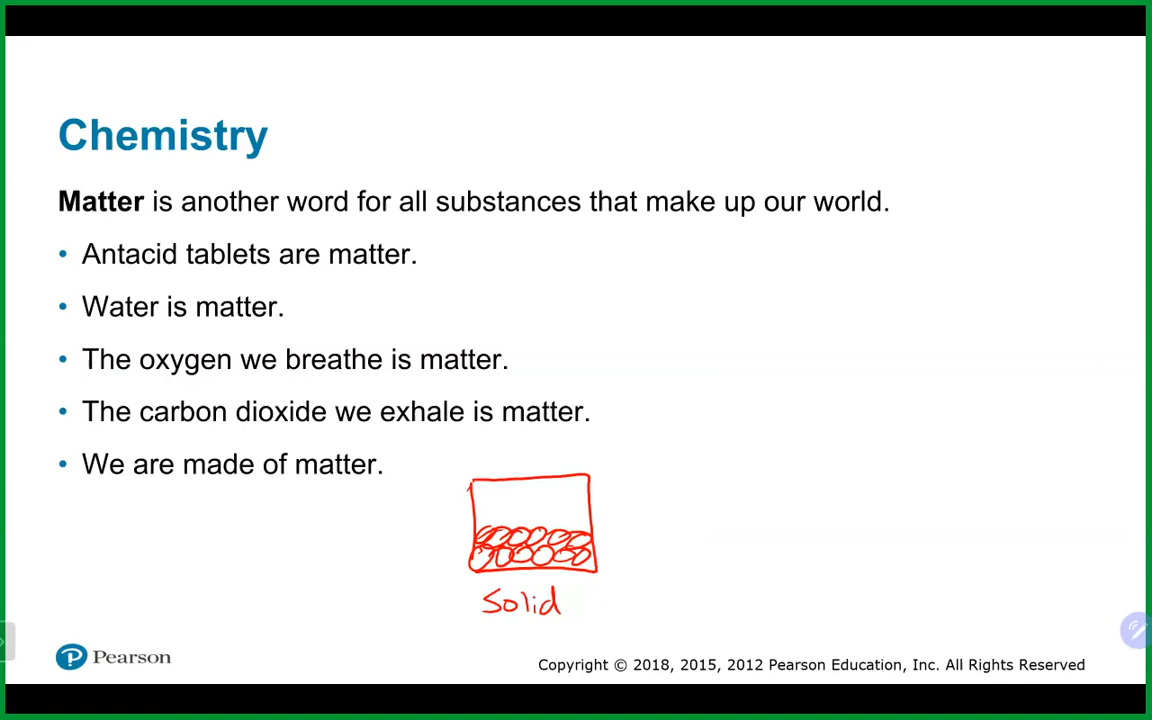 Chemistry
Matter is another word for all substances that make up our world.
• Antacid tablets are matter.
• Water is matter.
• The oxygen we breathe is matter.
• The carbon dioxide we exhale is matter.
• We are made of matter.
Solid
Pearson
Copyright © 2018, 2015, 2012 Pearson Education, Inc. All Rights Reserved